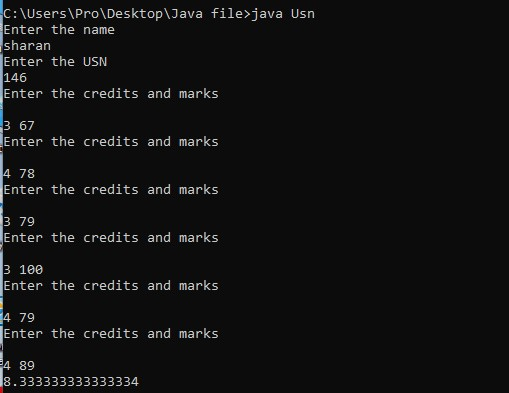 C:\Users\Pro\Desktop\Java file>java Usn
Enter the name
sharan
Enter the USN
146
Enter the credits and marks
3 67
Enter the credits and marks
4 78
Enter the credits and marks
3 79
Enter the credits and marks
3 100
Enter the credits and marks
4 79
Enter the credits and marks
4 89
8.333333333333334